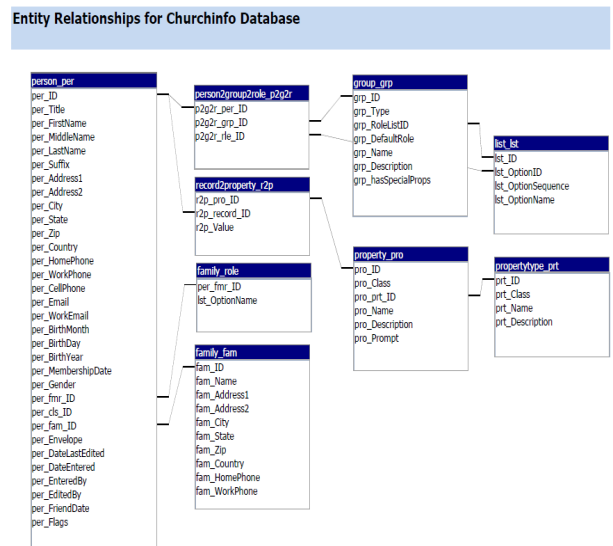 Entity Relationships for Churchinfo Database
person_per
per_ID
per_Title
per_FirstName
per_MiddleName
per_LastName
per_Suffix
per_Address1
per_Address2
per_City
per_State
per_Zip
per_Country
per_HomePhone
per_WorkPhone
per_CellPhone
per_Email
per_WorkEmail
per_BirthMonth
per_BirthDay
per_BirthYear
per_MembershipDate
per_Gender
per_fmr_ID
per_cls_ID
per_fam_ID
per_Envelope
per_DateLastEdited
per_DateEntered
per_EnteredBy
per_EditedBy
per_FriendDate
per_Flags
person2group2role_p2g2r
p2g2r_per_ID
p2g2r_grp_ID
p2g2r_rle_ID
record2property_r2p
r2p_pro_ID
r2p_record_ID
r2p_Value
family_role
per_fmr_ID
lst_OptionName
family_fam
fam_ID
fam_Name
fam_Address1
fam_Address2
fam_City
fam_State
fam_Zip
fam_Country
fam_HomePhone
fam_WorkPhone
group_grp
grp_ID
grp_Type
grp_RoleListID
grp_DefaultRole
grp_Name
grp_Description
grp_hasSpecialProps
property_pro
pro_ID
pro_Class
pro_prt_ID
pro_Name
pro_Description
pro_Prompt
list_lst
lst_ID
lst_OptionID
lst_OptionSequence
lst_OptionName
propertytype_prt
prt_ID
prt_Class
prt_Name
prt_Description